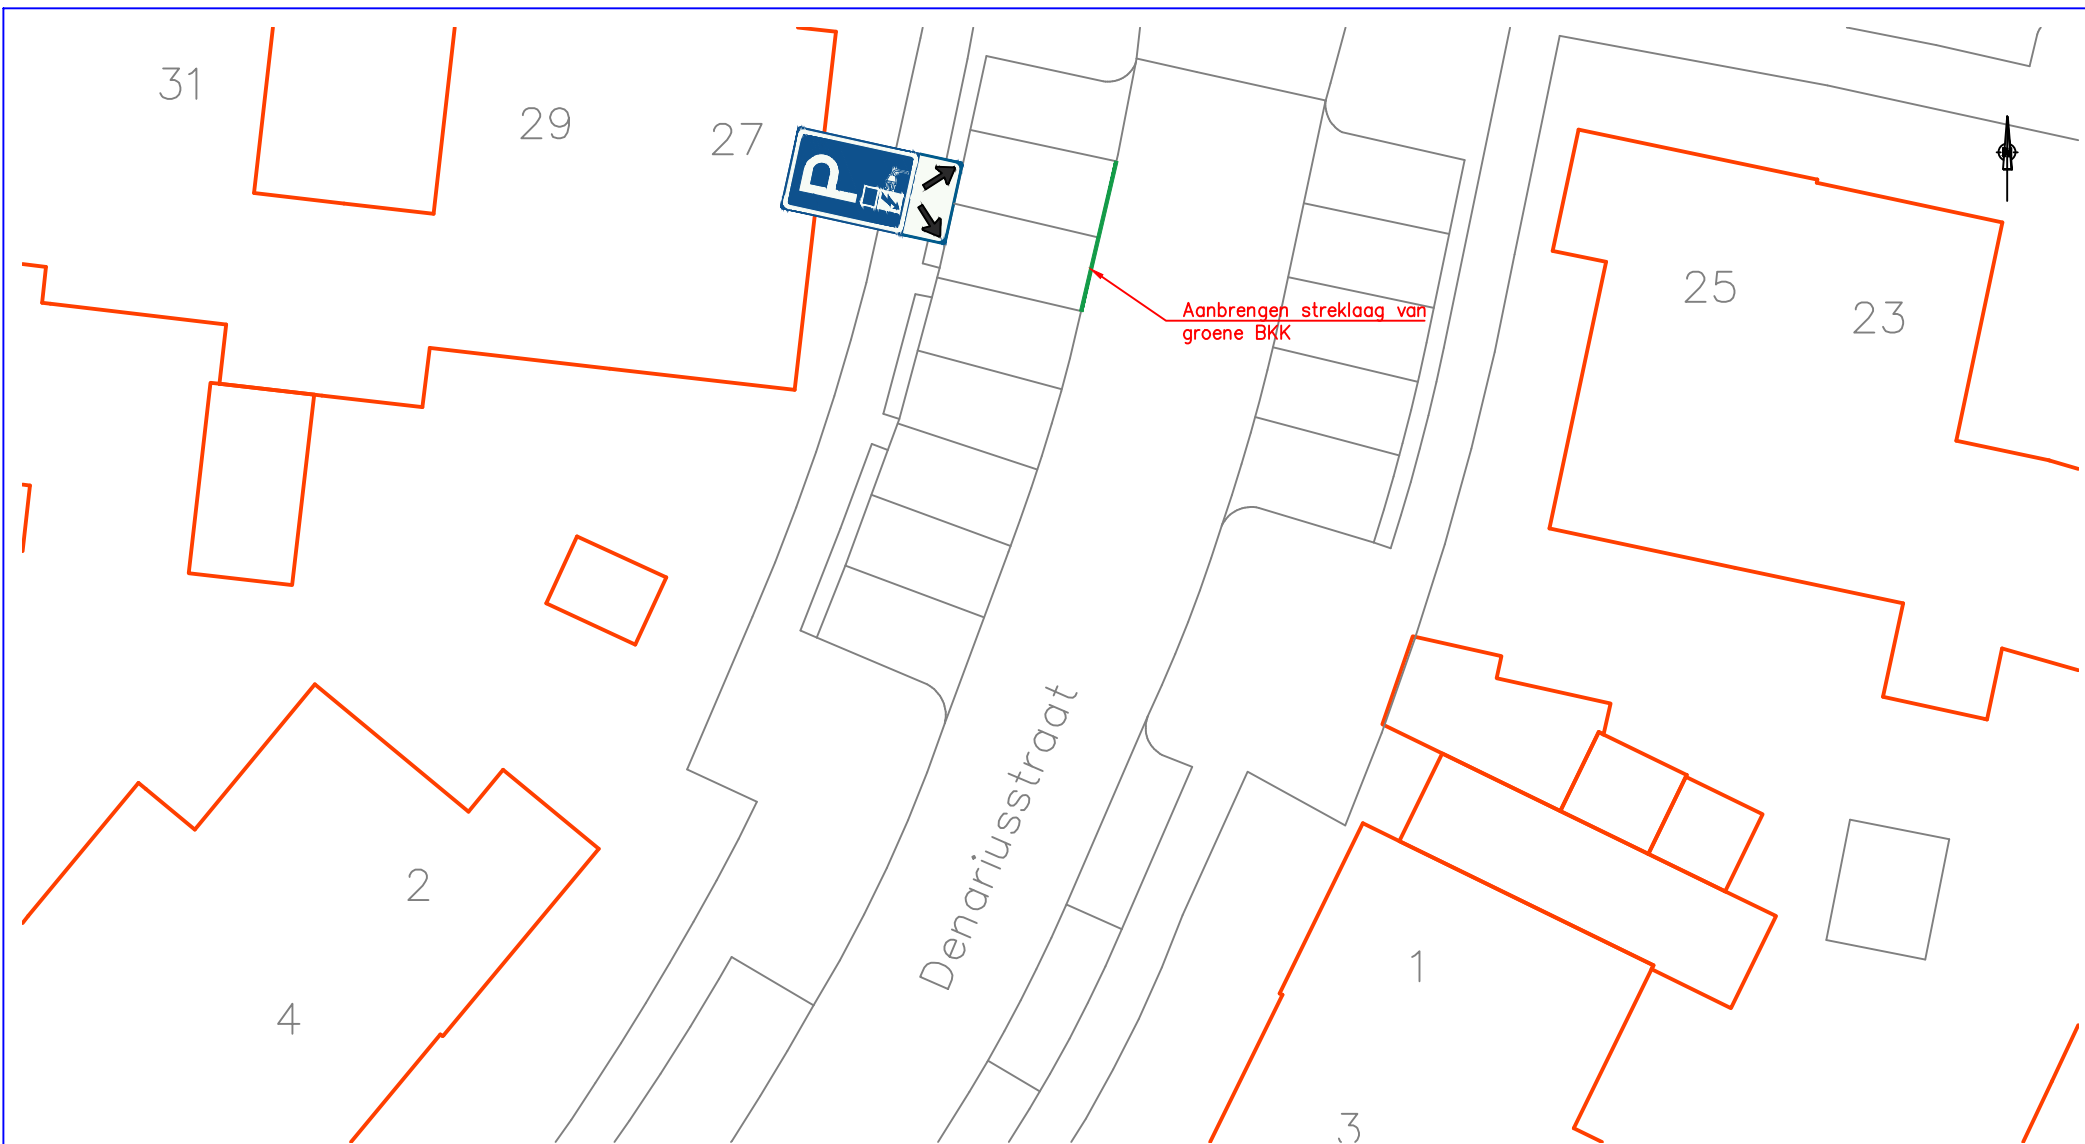 31
29
27
P
25
23
Aanbrengen streklaag van
groene BKK
Denariusstraat
2
4
1
3